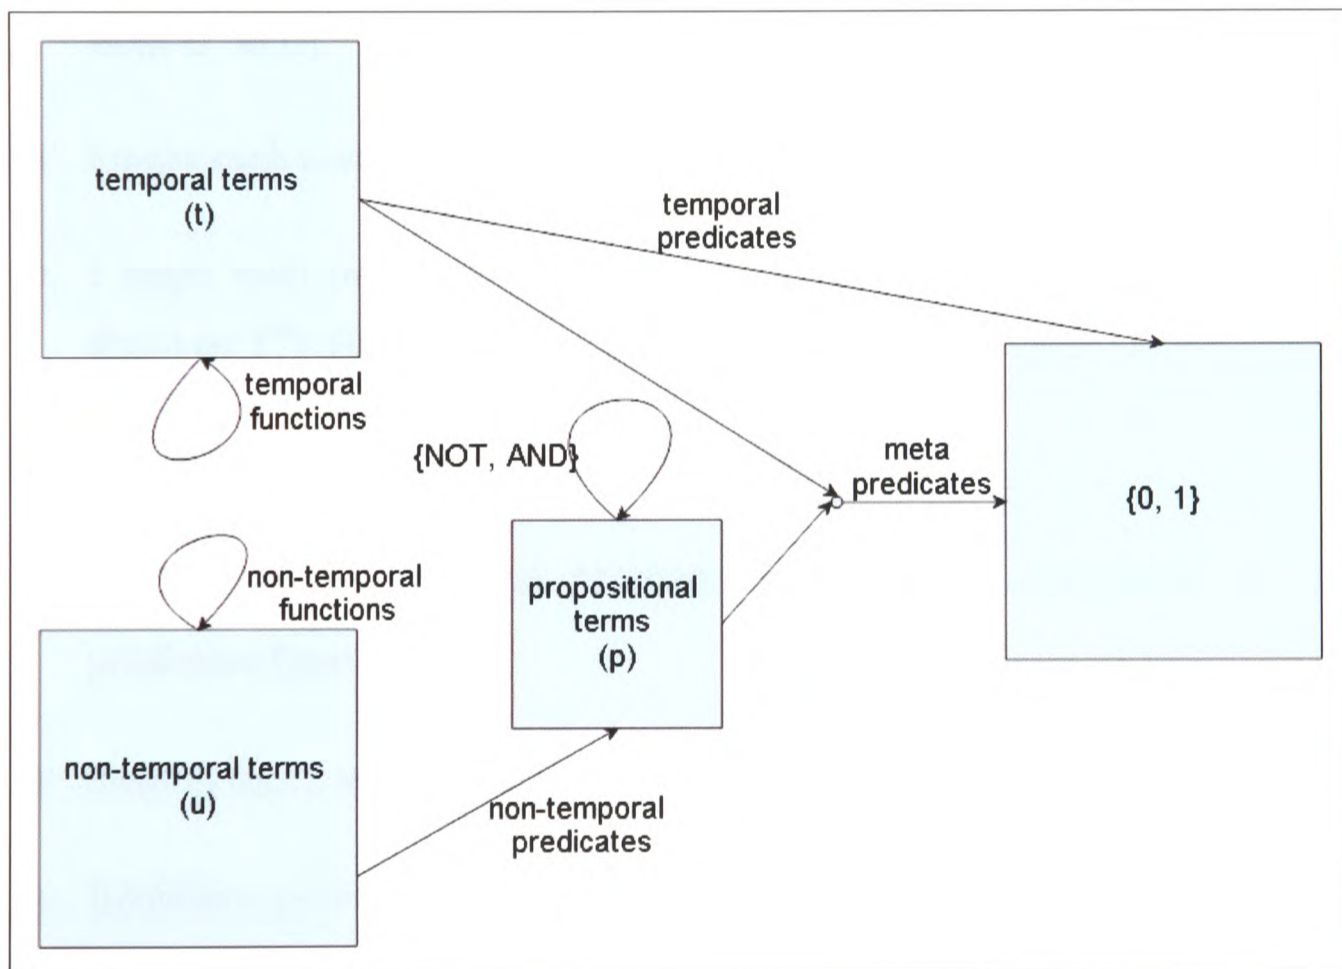 temporal terms
(t)
temporal
predicates
temporal
functions
{NOT, AND}
meta
predicates
{0, 1}
non-temporal
functions
propositional
terms
(p)
non-temporal terms
(u)
non-temporal
predicates